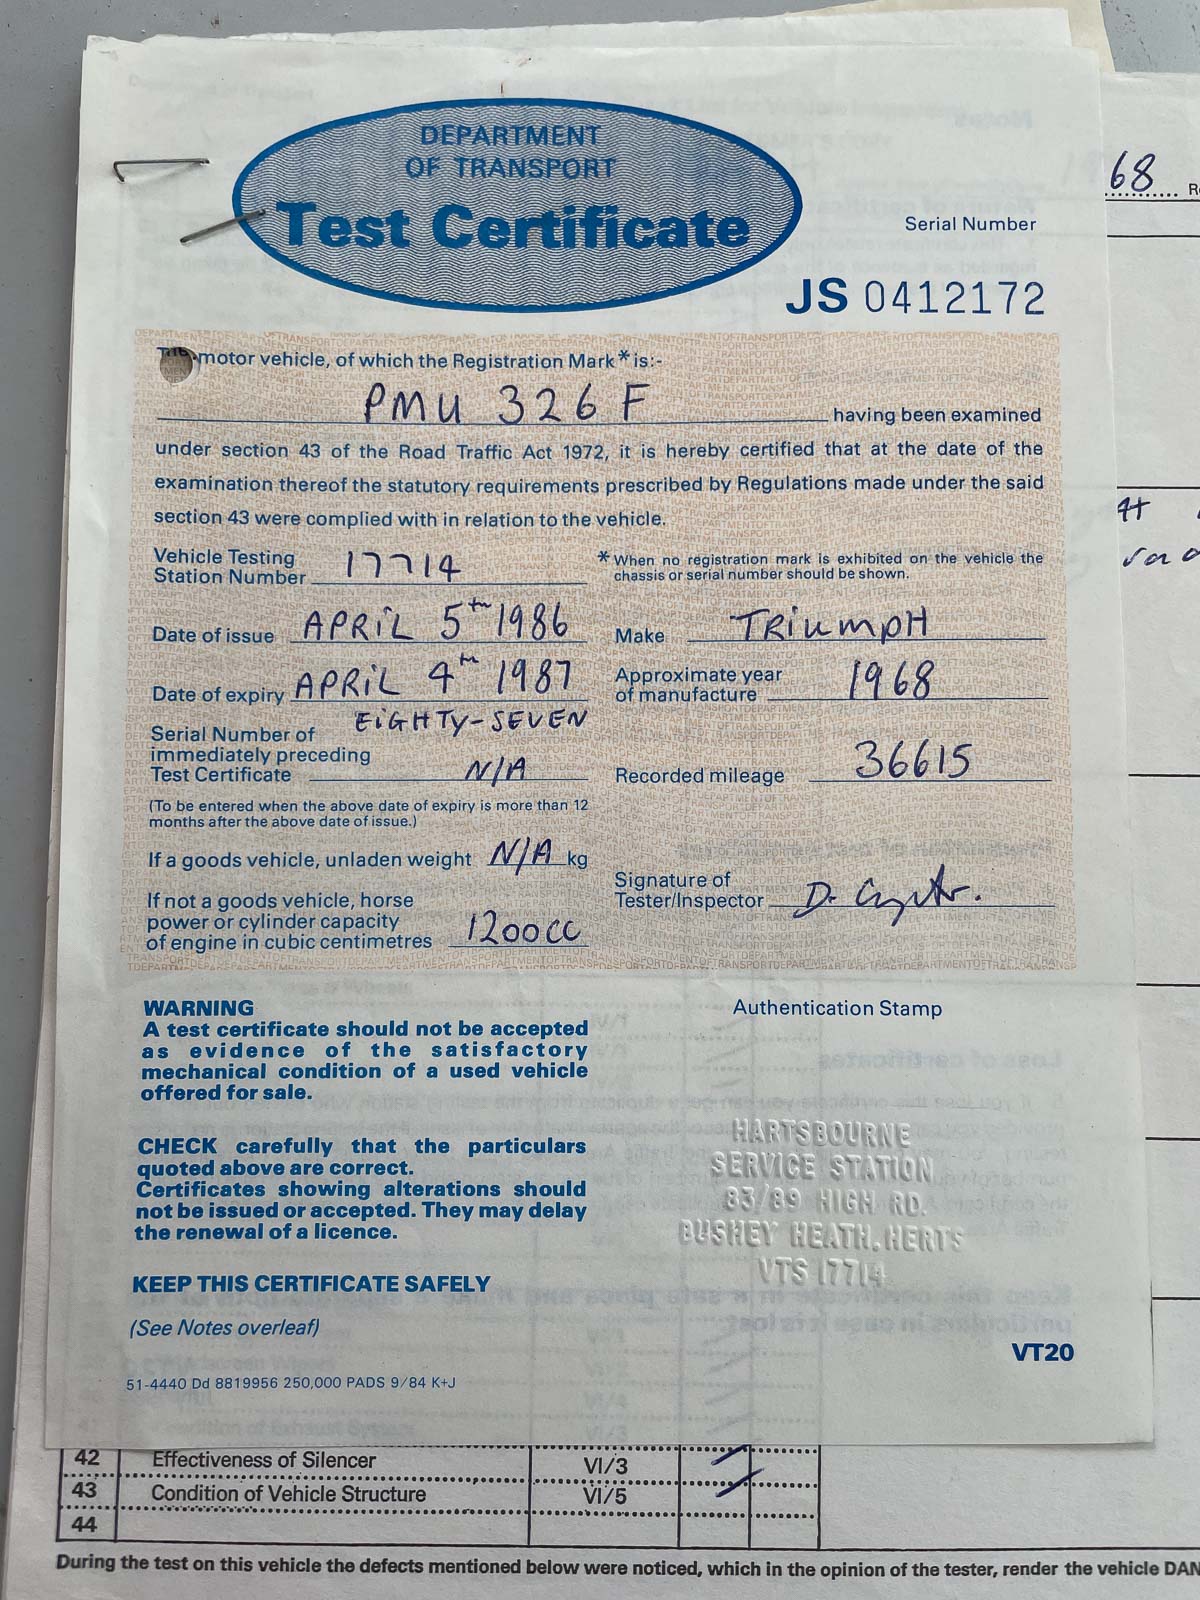 DEPARTMENT
OF TRANSPORT
Test Certificate
Serial Number
JS 0412172
68
The motor vehicle, of which the Registration Mark * is:-
PMU 326 F having been examined
under section 43 of the Road Traffic Act 1972, it is hereby certified that at the date of the
examination thereof the statutory requirements prescribed by Regulations made under the said
section 43 were complied with in relation to the vehicle.
Vehicle Testing
Station Number 17714
* When no registration mark is exhibited on the vehicle the
chassis or serial number should be shown.
Date of issue APRIL 5th 1986
Make TRIUMPH
Date of expiry APRIL 4th 1987
EIGHTY-SEVEN
Approximate year
of manufacture 1968
Serial Number of
immediately preceding
Test Certificate N/A
Recorded mileage 36615
(To be entered when the above date of expiry is more than 12
months after the above date of issue.)
If a goods vehicle, unladen weight N/A kg
If not a goods vehicle, horse
power or cylinder capacity
of engine in cubic centimetres 1200cc
Signature of
Tester/Inspector D.
WARNING
A test certificate should not be accepted
as evidence of the satisfactory
mechanical condition of a used vehicle
offered for sale.
CHECK carefully that the particulars
quoted above are correct.
Certificates showing alterations should
not be issued or accepted. They may delay
the renewal of a licence.
KEEP THIS CERTIFICATE SAFELY
(See Notes overleaf)
51-4440 Dd 8819956 250,000 PADS 9/84 K+J
Authentication Stamp
HARTSBOURNE
SERVICE STATION
83/89 HIGH RD.
BUSHEY HEATH. HERTS
VTS 17714
VT20
42 Effectiveness of Silencer VI/3
43 Condition of Vehicle Structure VI/5
44
During the test on this vehicle the defects mentioned below were noticed, which in the opinion of the tester, render the vehicle DAN